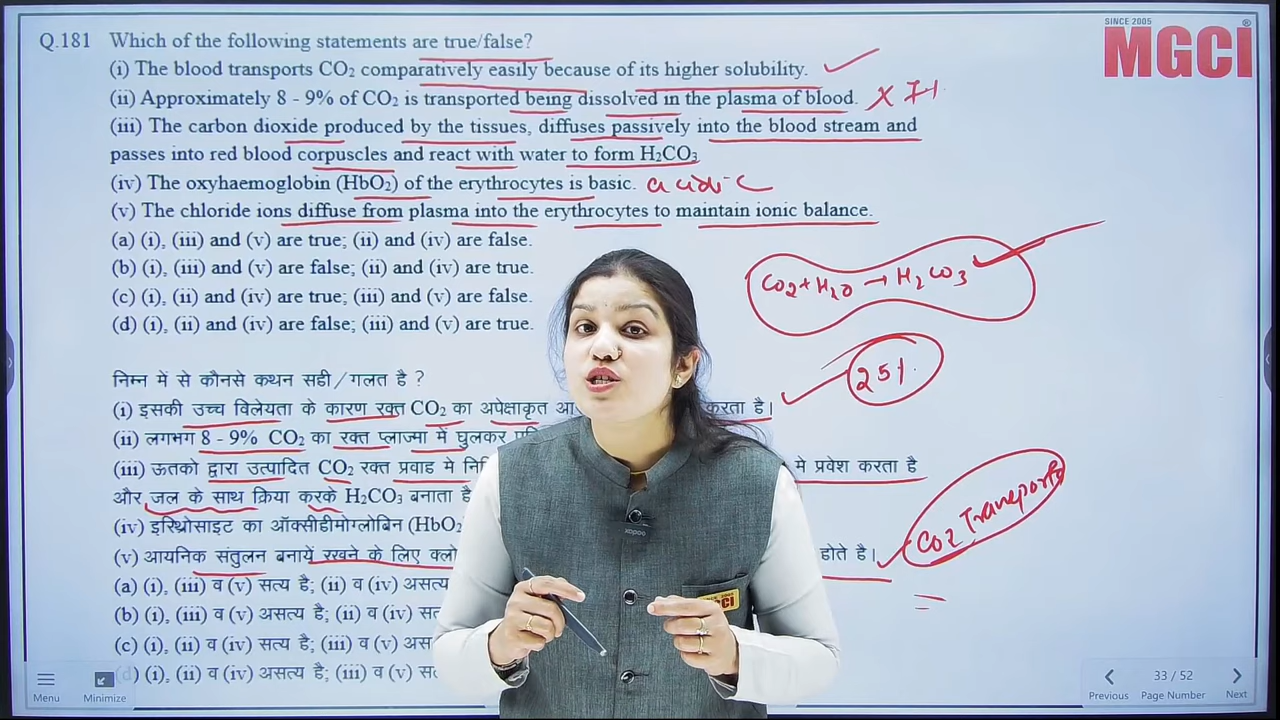 SINCE 2005
MGCI
Q.181 Which of the following statements are true/false?
(i) The blood transports CO₂ comparatively easily because of its higher solubility.
(ii) Approximately 8 - 9% of CO₂ is transported being dissolved in the plasma of blood. X 7%
(iii) The carbon dioxide produced by the tissues, diffuses passively into the blood stream and
passes into red blood corpuscles and react with water to form H₂CO₃
(iv) The oxyhaemoglobin (HbO₂) of the erythrocytes is basic. acidic
(v) The chloride ions diffuse from plasma into the erythrocytes to maintain ionic balance.
(a) (i), (iii) and (v) are true; (ii) and (iv) are false.
(b) (i), (iii) and (v) are false; (ii) and (iv) are true.
(c) (i), (ii) and (iv) are true; (iii) and (v) are false.
(d) (i), (ii) and (iv) are false; (iii) and (v) are true.
CO₂+H₂O → H₂CO₃
25%
निम्न में से कौनसे कथन सही/गलत है ?
(i) इसकी उच्च विलेयता के कारण रक्त CO₂ का अपेक्षाकृत करता है।
(ii) लगभग 8 - 9% CO₂ का रक्त प्लाज्मा में घुलकर
(iii) ऊतको द्वारा उत्पादित CO₂ रक्त प्रवाड मे मे प्रवेश करता है
और जल के साथ क्रिया करके H₂CO₃ बनाता है
(iv) इरिथ्रोसाइट का ऑक्सीडीमोग्लोबिन (HbO₂
(v) आयनिक संतुलन बनायें रखने के लिए डोते है।
CO2 Transports
(a) (i), (iii) व (v) सत्य है; (ii) व (iv) असत्य
(b) (i), (iii) व (v) असत्य है; (ii) व (iv)
(c) (i), (ii) व (iv) सत्य है; (iii) व (v)
(d) (i), (ii) व (iv) असत्य है; (iii) व (v)
Menu
Minimize
Previous
33 / 52
Page Number
Next
xopoo
SINCE 2005